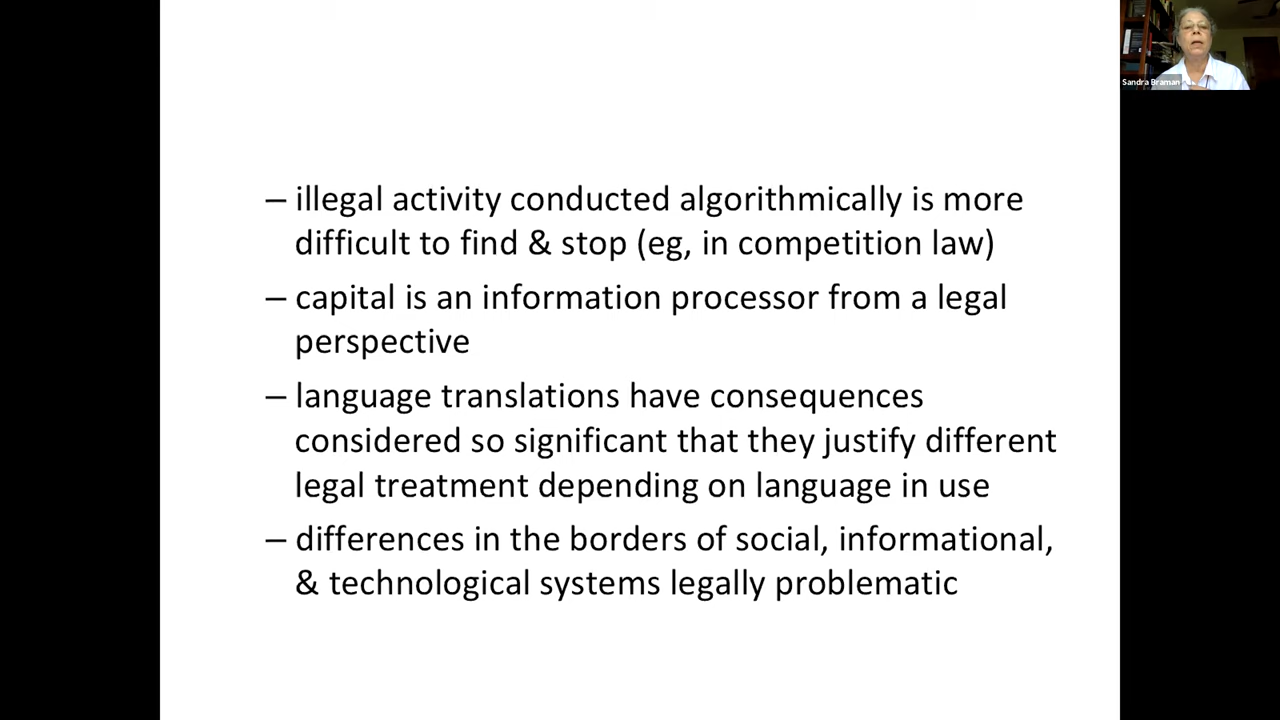 Sandra Braman
– illegal activity conducted algorithmically is more
difficult to find & stop (eg, in competition law)
– capital is an information processor from a legal
perspective
– language translations have consequences
considered so significant that they justify different
legal treatment depending on language in use
– differences in the borders of social, informational,
& technological systems legally problematic